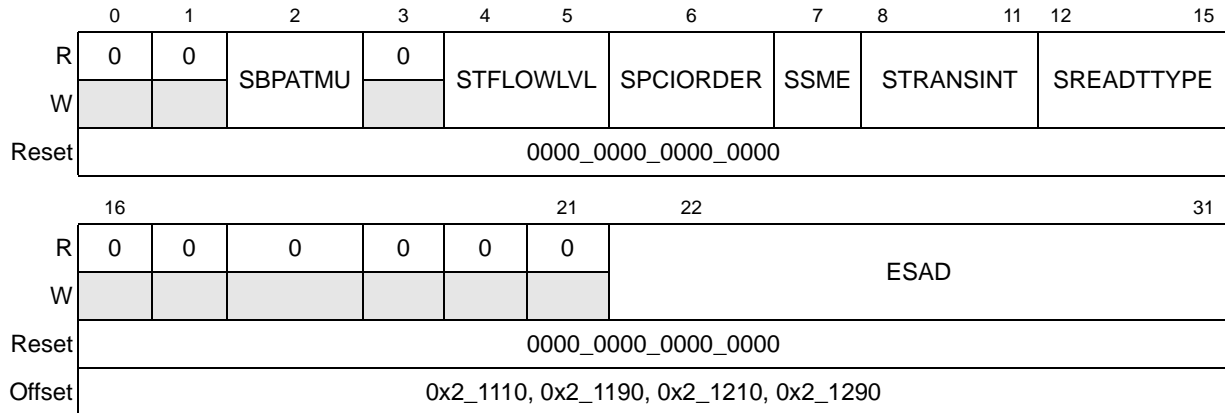 0 1 2 3 4 5 6 7 8 11 12 15
R 0 0 SBPATMU 0 STFLOWLVL SPCIORDER SSME STRANSINT SREADTTYPE
W
Reset 0000_0000_0000_0000
16 21 22 31
R 0 0 0 0 0 0 ESAD
W
Reset 0000_0000_0000_0000
Offset 0x2_1110, 0x2_1190, 0x2_1210, 0x2_1290